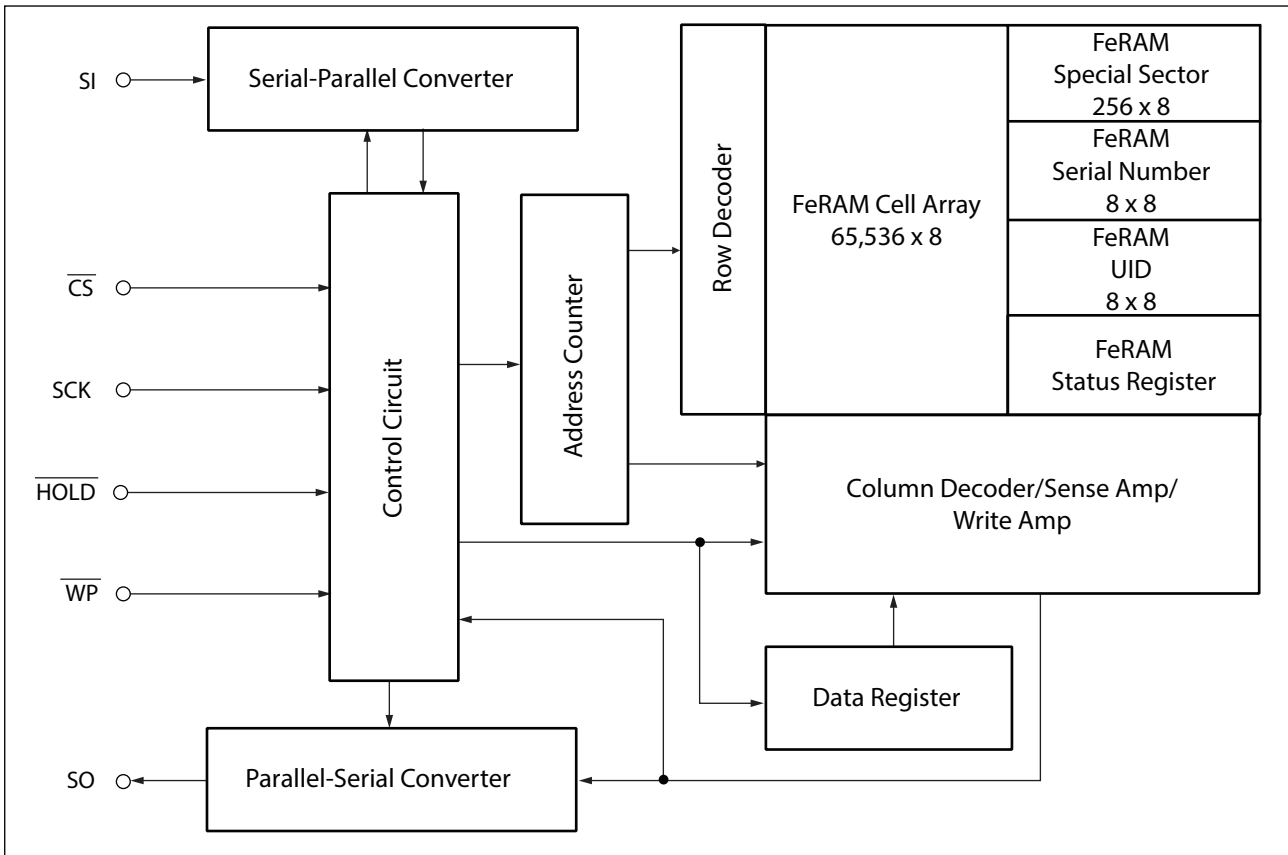 SI
Serial-Parallel Converter
FeRAM
Special Sector
256 x 8
FeRAM
Serial Number
8 x 8
FeRAM
UID
8 x 8
FeRAM
Status Register
FeRAM Cell Array
65,536 x 8
Row Decoder
Address Counter
Control Circuit
CS
SCK
HOLD
WP
Column Decoder/Sense Amp/
Write Amp
Data Register
SO
Parallel-Serial Converter